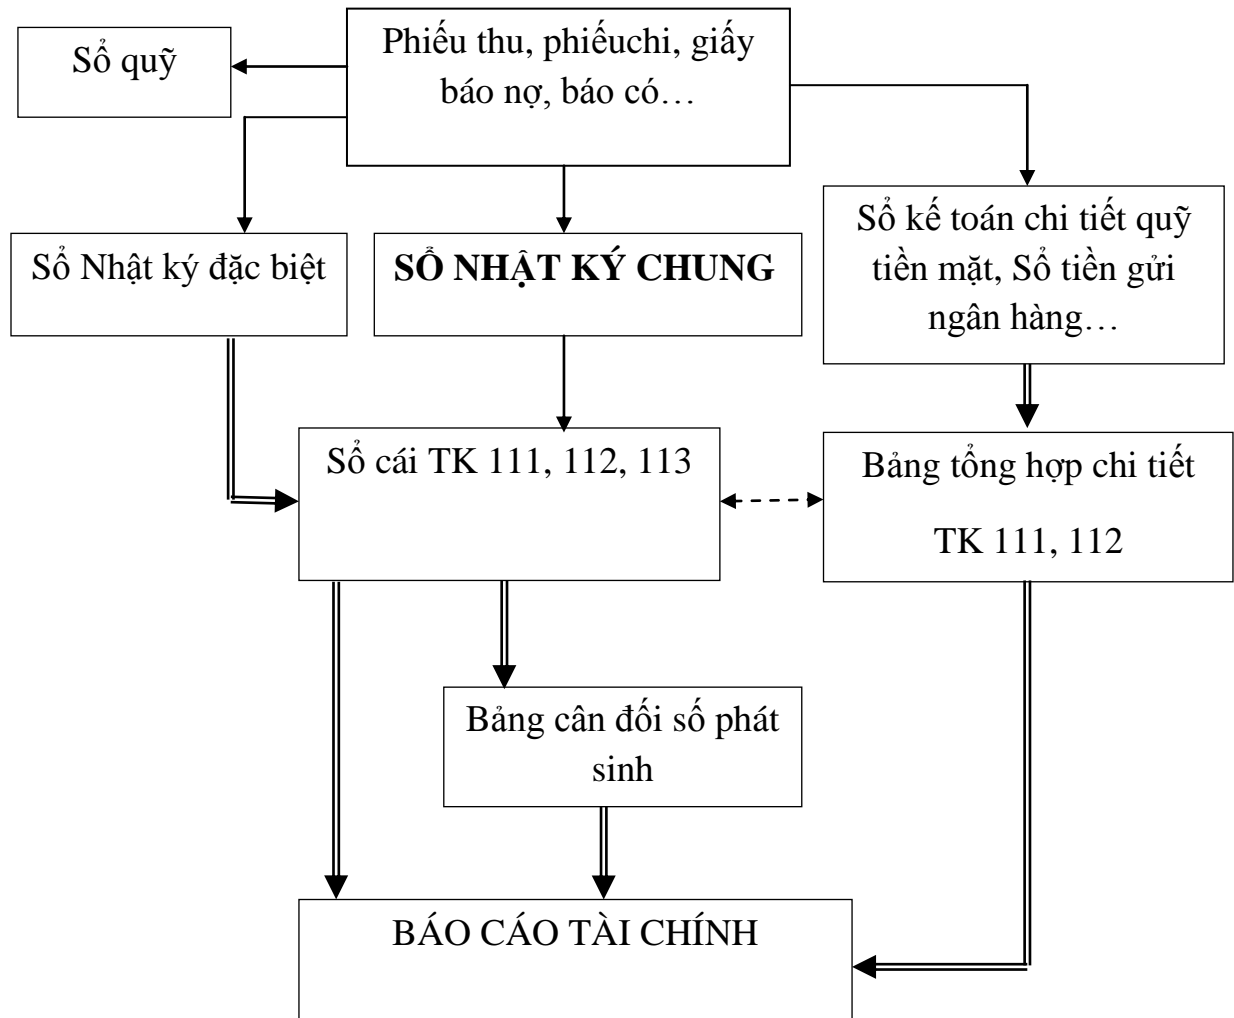 Sổ quỹ
Phiếu thu, phiếuchi, giấy
báo nợ, báo có…
Sổ Nhật ký đặc biệt
SỔ NHẬT KÝ CHUNG
Sổ kế toán chi tiết quỹ
tiền mặt, Sổ tiền gửi
ngân hàng…
Sổ cái TK 111, 112, 113
Bảng tổng hợp chi tiết
TK 111, 112
Bảng cân đối số phát
sinh
BÁO CÁO TÀI CHÍNH